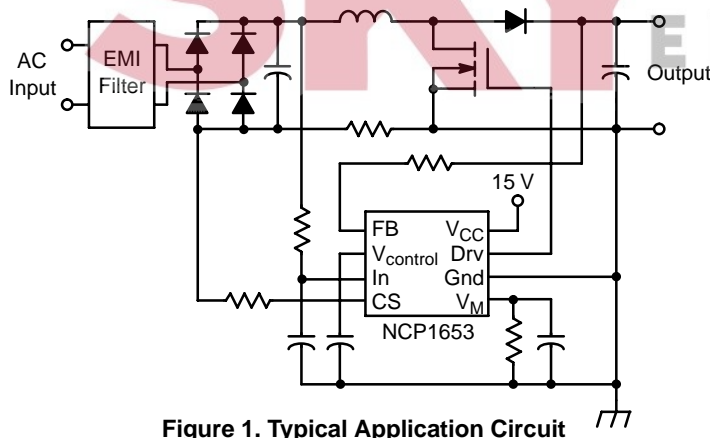 SKY
E
AC
Input
EMI
Filter
Output
15 V
FB
VCC
Vcontrol
Drv
In
Gnd
CS
VM
NCP1653
Figure 1. Typical Application Circuit